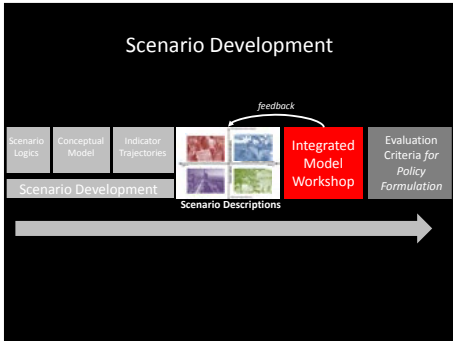 Scenario Development
feedback
Scenario
Logics
Conceptual
Model
Indicator
Trajectories
Scenario Development
Scenario Descriptions
Integrated
Model
Workshop
Evaluation
Criteria for
Policy
Formulation